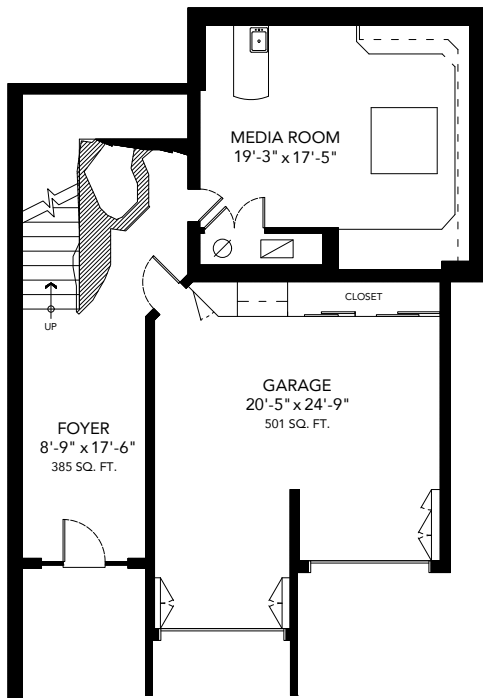 MEDIA ROOM
19'-3" x 17'-5"
CLOSET
UP
GARAGE
20'-5" x 24'-9"
501 SQ. FT.
FOYER
8'-9" x 17'-6"
385 SQ. FT.